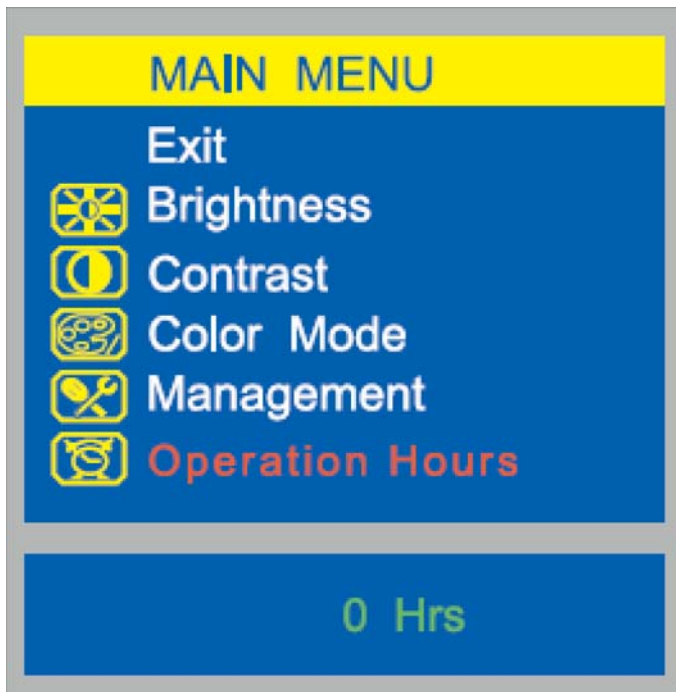 MAIN MENU
Exit
Brightness
Contrast
Color Mode
Management
Operation Hours
0 Hrs